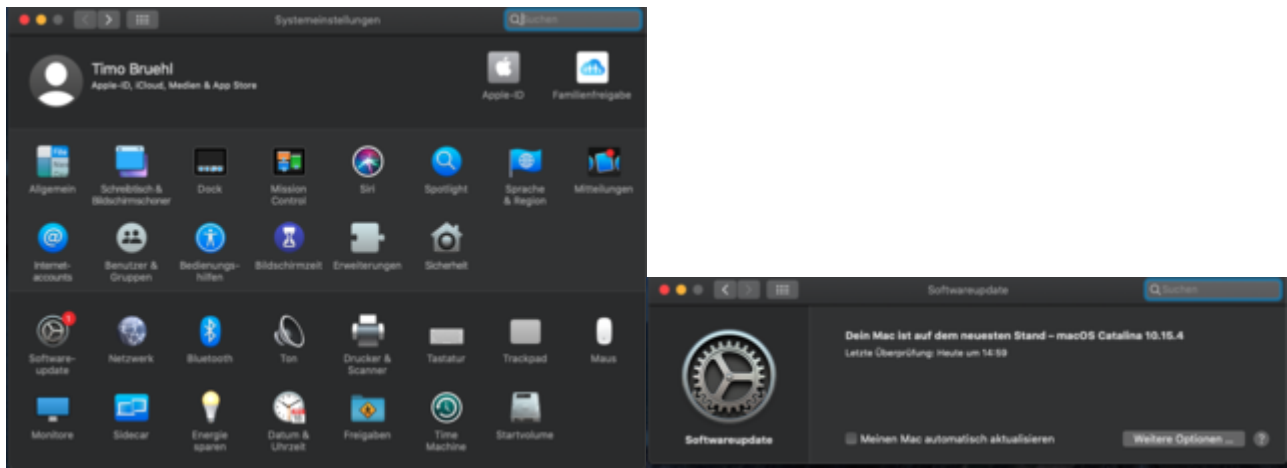 Systemeinstellungen
Suchen
Timo Bruehl
Apple-ID, iCloud, Medien & App Store
Apple-ID
Familienfreigabe
Allgemein
Schreibtisch &
Bildschirmschoner
Dock
Mission
Control
Siri
Spotlight
Sprache
& Region
Mitteilungen
Internet-
accounts
Benutzer &
Gruppen
Bedienungs-
hilfen
Bildschirmzeit
Erweiterungen
Sicherheit
1
Software-
update
Netzwerk
Bluetooth
Ton
Drucker &
Scanner
Tastatur
Trackpad
Maus
Monitore
Sidecar
Energie
sparen
Datum &
Uhrzeit
Freigaben
Time
Machine
Startvolume
Softwareupdate
Suchen
Dein Mac ist auf dem neuesten Stand – macOS Catalina 10.15.4
Letzte Überprüfung: Heute um 14:59
Softwareupdate
Meinen Mac automatisch aktualisieren
Weitere Optionen ...
?